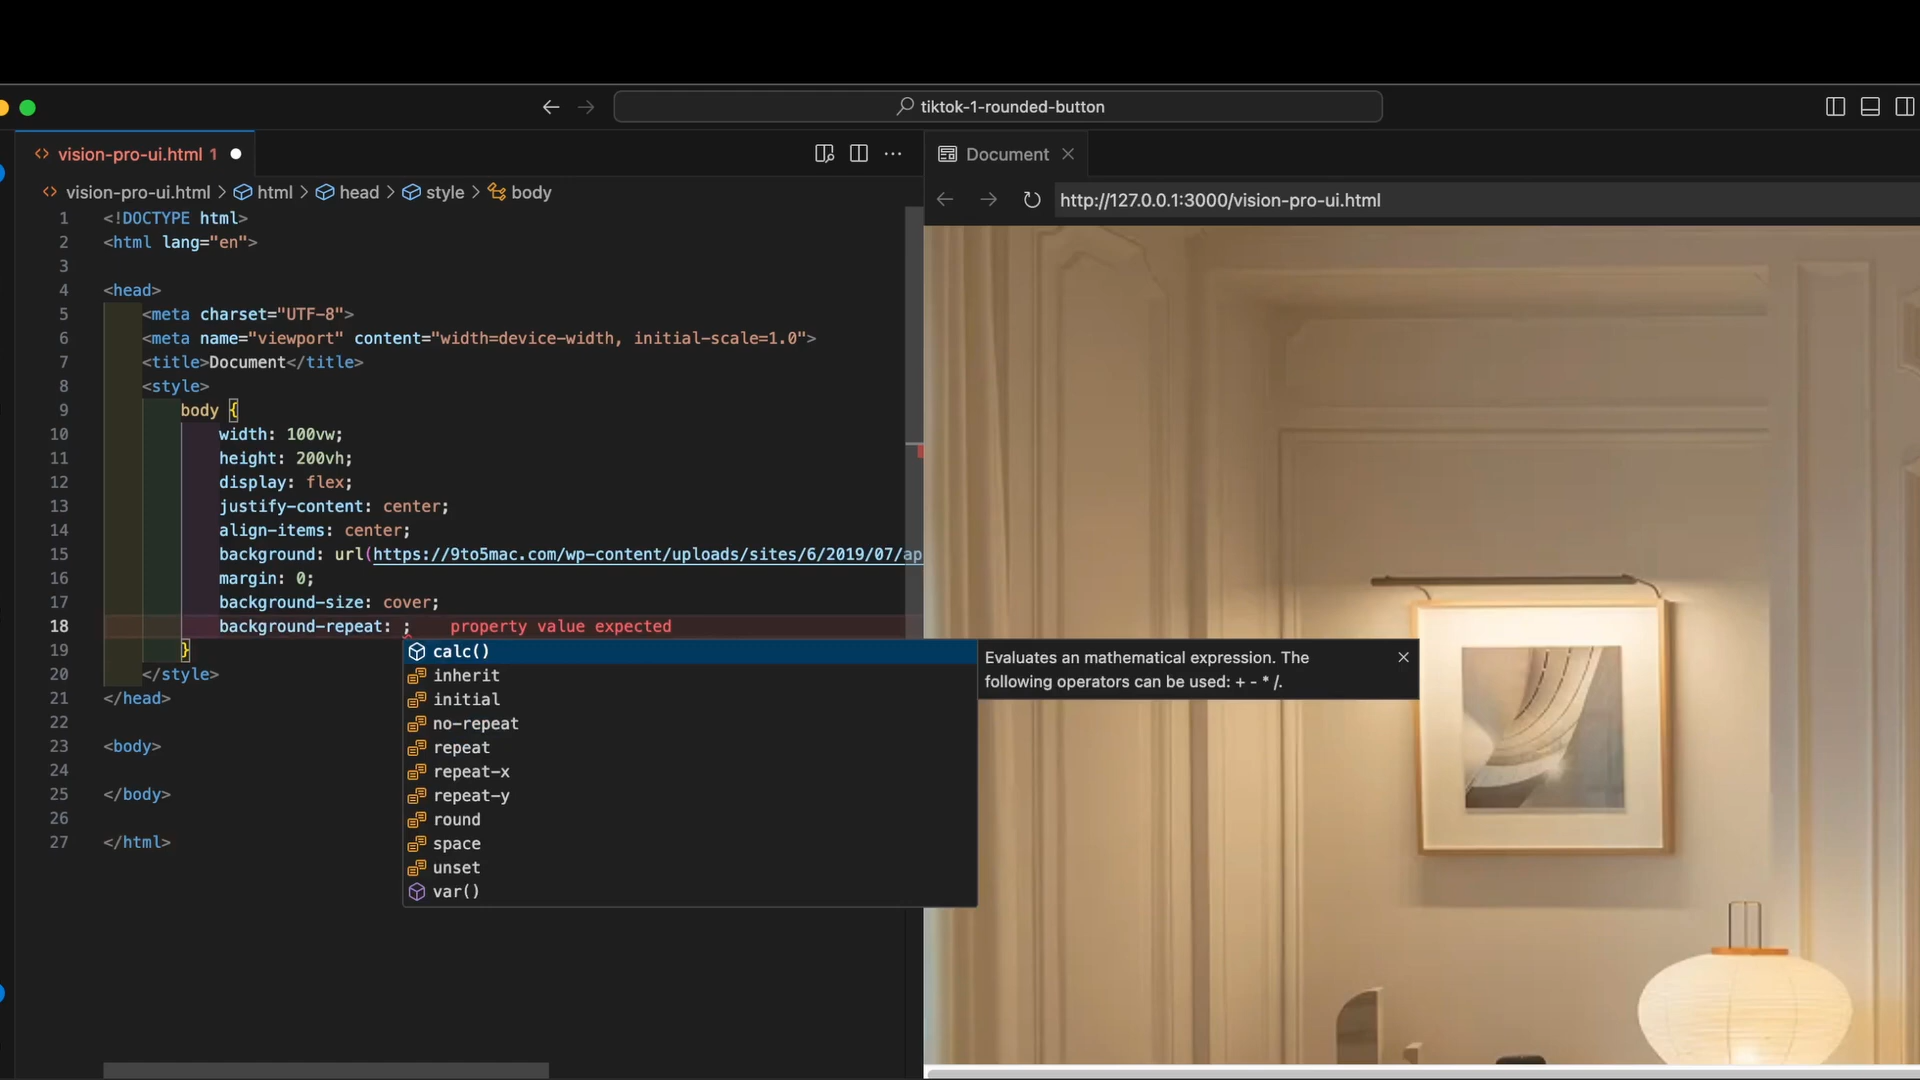 tiktok-1-rounded-button
vision-pro-ui.html 1
Document
vision-pro-ui.html > html > head > style > body
http://127.0.0.1:3000/vision-pro-ui.html
1 <!DOCTYPE html>
2 <html lang="en">
3
4 <head>
5 <meta charset="UTF-8">
6 <meta name="viewport" content="width=device-width, initial-scale=1.0">
7 <title>Document</title>
8 <style>
9 body {
10 width: 100vw;
11 height: 200vh;
12 display: flex;
13 justify-content: center;
14 align-items: center;
15 background: url(https://9to5mac.com/wp-content/uploads/sites/6/2019/07/ap
16 margin: 0;
17 background-size: cover;
18 background-repeat: ; property value expected
19 }
20 </style>
21 </head>
22
23 <body>
24
25 </body>
26
27 </html>
calc()
inherit
initial
no-repeat
repeat
repeat-x
repeat-y
round
space
unset
var()
Evaluates an mathematical expression. The
following operators can be used: + - * /.